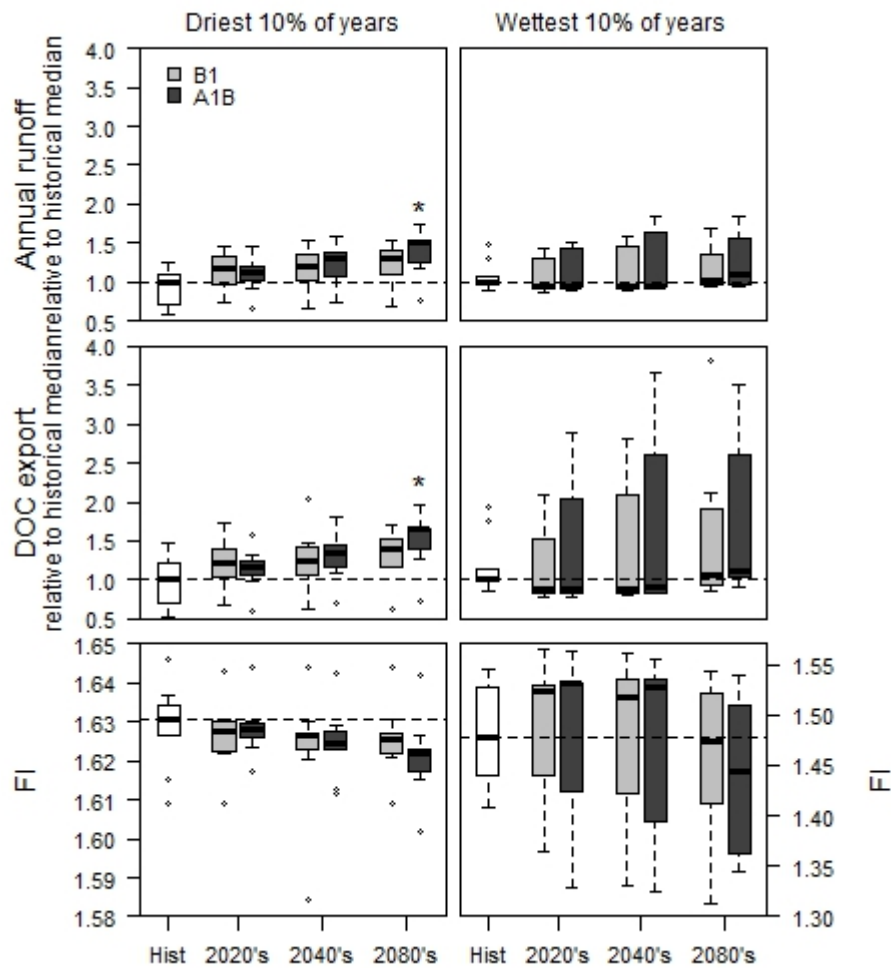 Driest 10% of years
Wettest 10% of years
Annual runoff
relative to historical median
4.0
3.5
3.0
2.5
2.0
1.5
1.0
0.5
B1
A1B
*
DOC export
relative to historical median
4.0
3.5
3.0
2.5
2.0
1.5
1.0
0.5
*
FI
1.65
1.64
1.63
1.62
1.61
1.60
1.59
1.58
1.55
1.50
1.45
1.40
1.35
1.30
FI
Hist 2020's 2040's 2080's
Hist 2020's 2040's 2080's